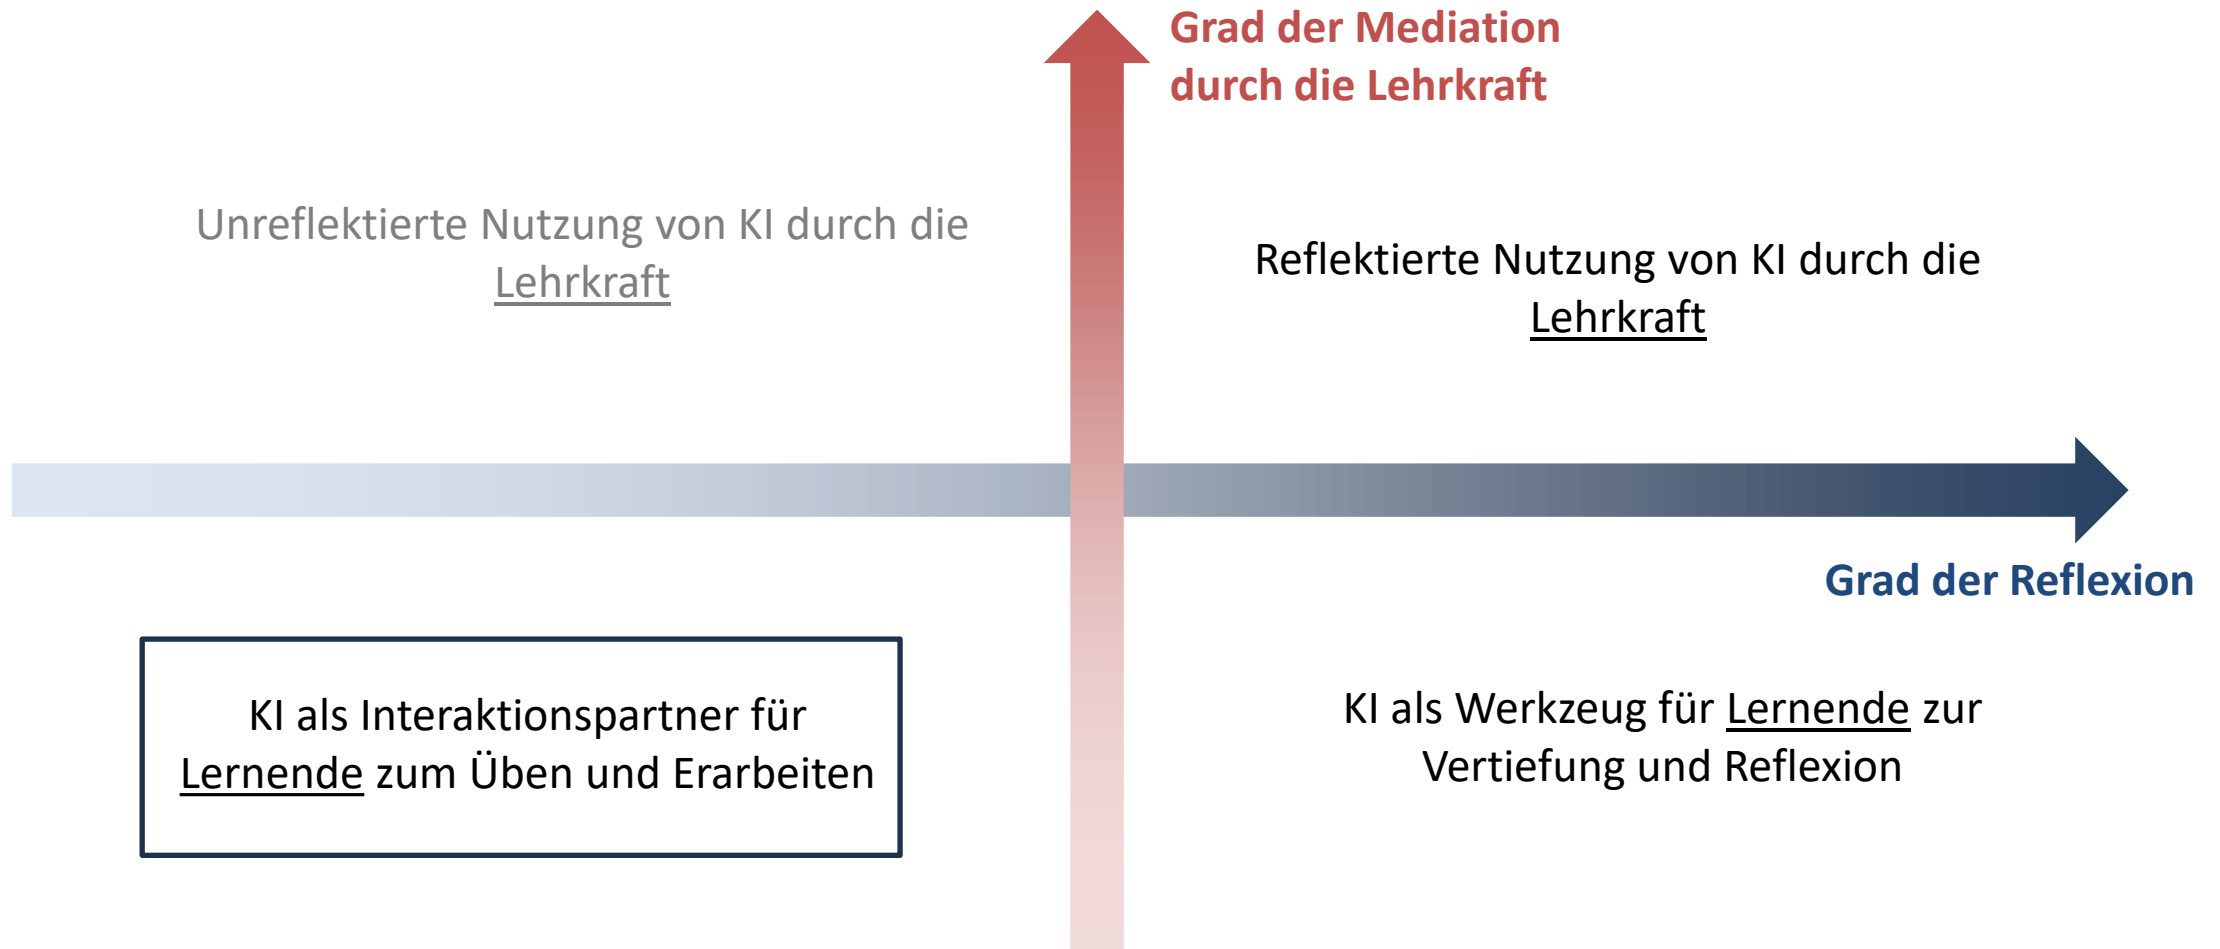 Grad der Mediation
durch die Lehrkraft
Unreflektierte Nutzung von KI durch die
Lehrkraft
Reflektierte Nutzung von KI durch die
Lehrkraft
Grad der Reflexion
KI als Interaktionspartner für
Lernende zum Üben und Erarbeiten
KI als Werkzeug für Lernende zur
Vertiefung und Reflexion